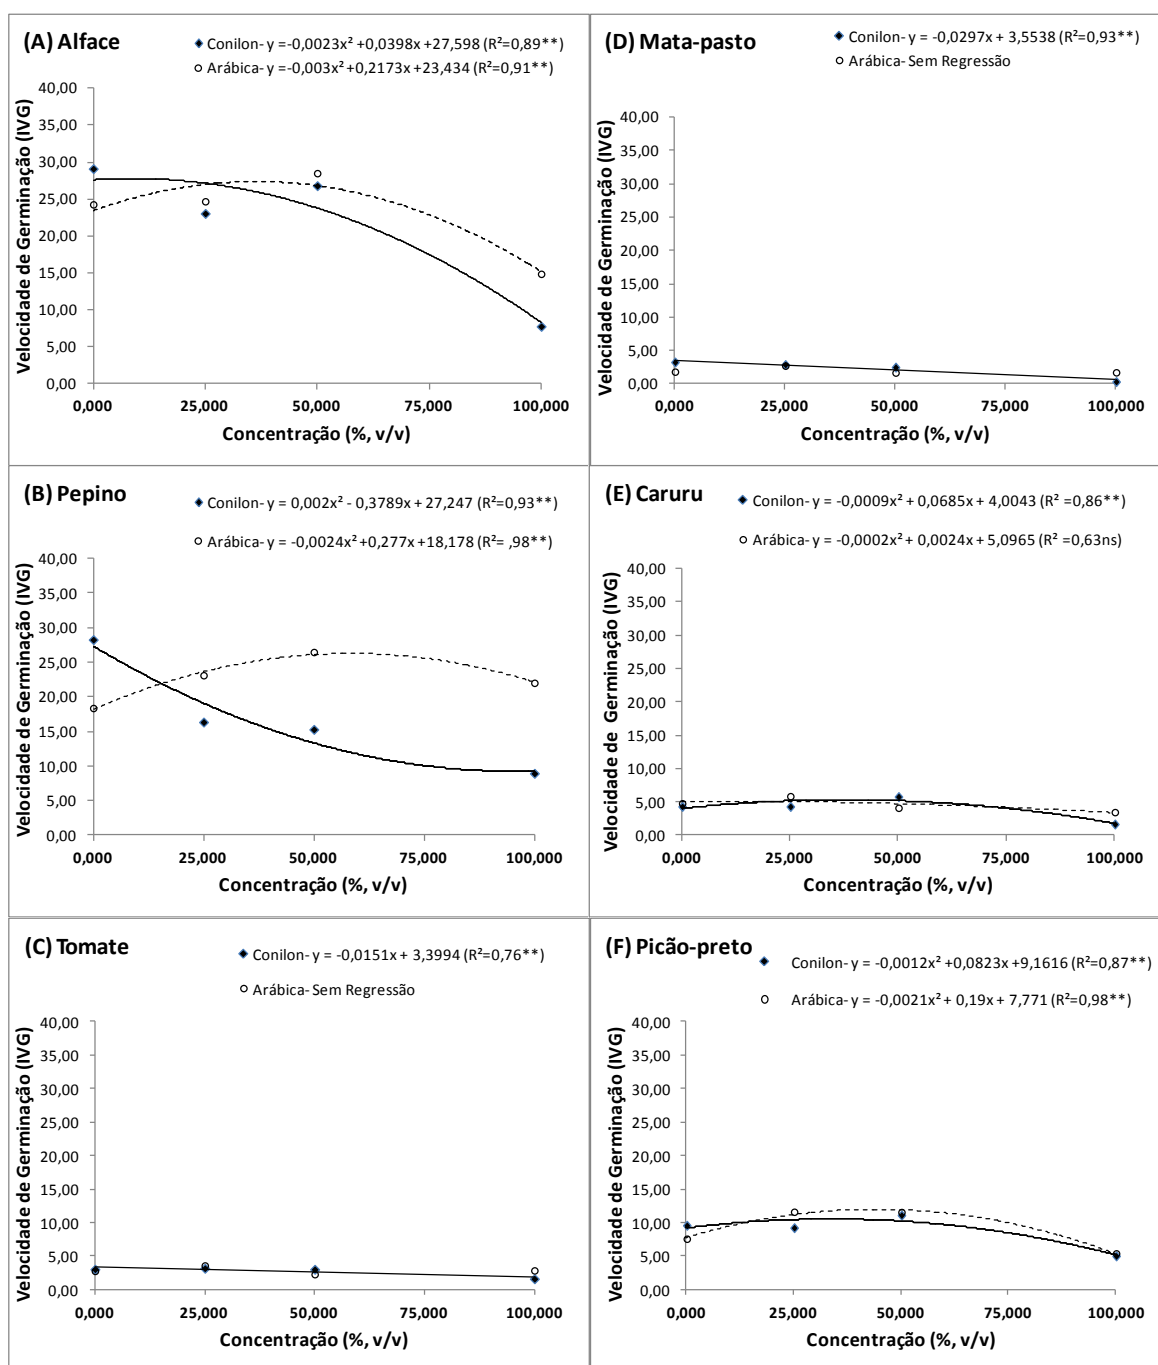 (A) Alface
Conilon- y =-0,0023x² +0,0398x +27,598 (R²=0,89**)
Arábica- y =-0,003x² +0,2173x +23,434 (R²=0,91**)
Velocidade de Germinação (IVG)
40,00
35,00
30,00
25,00
20,00
15,00
10,00
5,00
0,00
0,000 25,000 50,000 75,000 100,000
Concentração (%, v/v)
(D) Mata-pasto
Conilon- y = -0,0297x + 3,5538 (R²=0,93**)
Arábica- Sem Regressão
Velocidade de Germinação (IVG)
40,00
35,00
30,00
25,00
20,00
15,00
10,00
5,00
0,00
0,000 25,000 50,000 75,000 100,000
Concentração (%, v/v)
(B) Pepino
Conilon- y = 0,002x² - 0,3789x + 27,247 (R²=0,93**)
Arábica- y = -0,0024x² +0,277x +18,178 (R²= ,98**)
Velocidade de Germinação (IVG)
40,00
35,00
30,00
25,00
20,00
15,00
10,00
5,00
0,00
0,000 25,000 50,000 75,000 100,000
Concentração (%, v/v)
(E) Caruru
Conilon- y = -0,0009x² + 0,0685x + 4,0043 (R² =0,86**)
Arábica- y = -0,0002x² + 0,0024x + 5,0965 (R² =0,63ns)
Velocidade de Germinação (IVG)
40,00
35,00
30,00
25,00
20,00
15,00
10,00
5,00
0,00
0,000 25,000 50,000 75,000 100,000
Concentração (%, v/v)
(C) Tomate
Conilon- y = -0,0151x + 3,3994 (R²=0,76**)
Arábica- Sem Regressão
Velocidade de Germinação (IVG)
40,00
35,00
30,00
25,00
20,00
15,00
10,00
5,00
0,00
0,000 25,000 50,000 75,000 100,000
Concentração (%, v/v)
(F) Picão-preto
Conilon- y = -0,0012x² + 0,0823x +9,1616 (R²=0,87**)
Arábica- y = -0,0021x² + 0,19x + 7,771 (R²=0,98**)
Velocidade de Germinação (IVG)
40,00
35,00
30,00
25,00
20,00
15,00
10,00
5,00
0,00
0,000 25,000 50,000 75,000 100,000
Concentração (%, v/v)